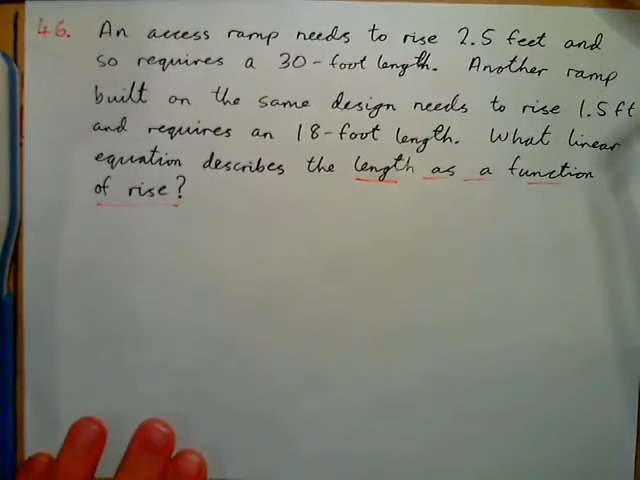 46. An access ramp needs to rise 2.5 feet and
so requires a 30-foot length. Another ramp
built on the same design needs to rise 1.5 ft
and requires an 18-foot length. What linear
equation describes the length as a function
of rise?